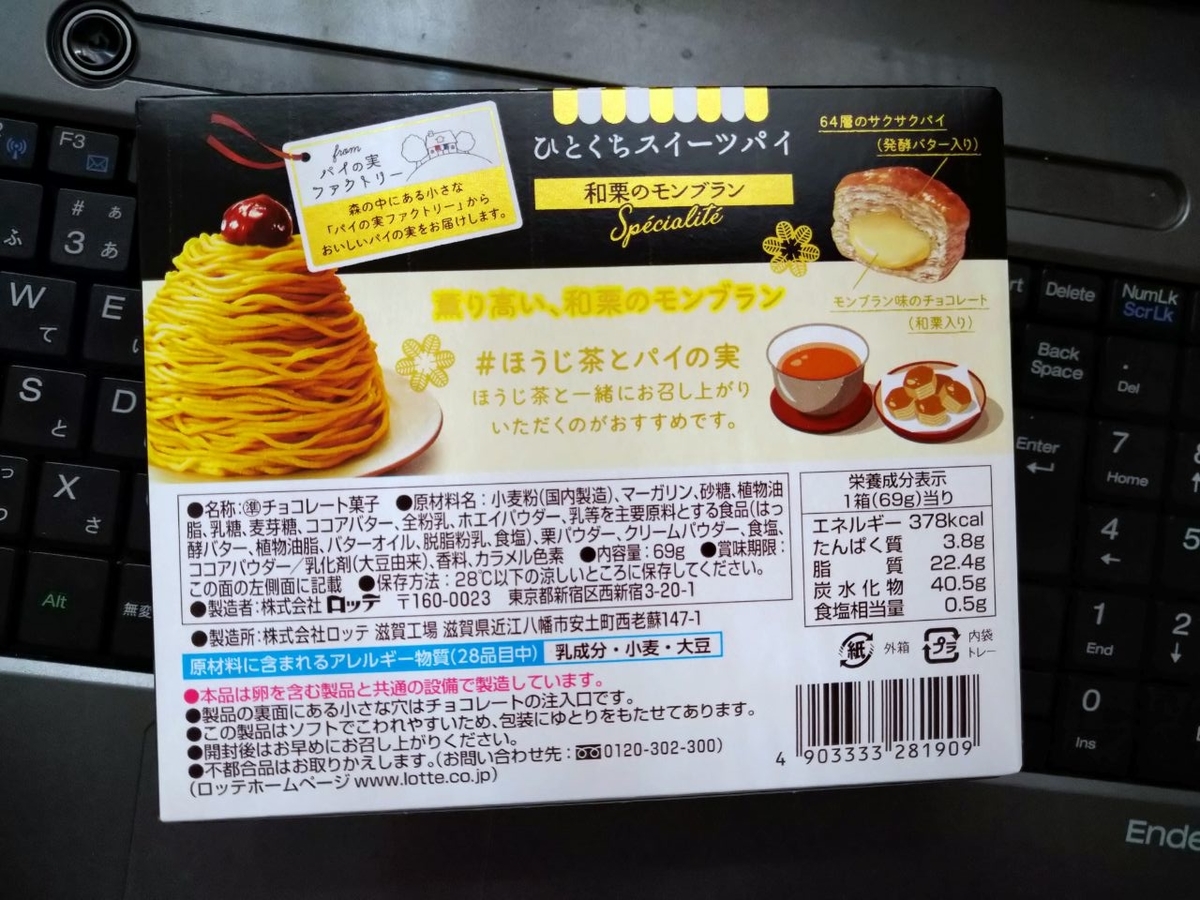 from
パイの実
ファクトリー
森の中にある小さな
「パイの実ファクトリー」から
おいしいパイの実をお届けします。
ひとくちスイーツパイ
和栗のモンブラン
Spécialité
64層のサクサクパイ
(発酵バター入り)
モンブラン味のチョコレート
(和栗入り)
薫り高い、和栗のモンブラン
#ほうじ茶とパイの実
ほうじ茶と一緒にお召し上がり
いただくのがおすすめです。
●名称:㊜チョコレート菓子 ●原材料名:小麦粉(国内製造)、マーガリン、砂糖、植物油
脂、乳糖、麦芽糖、ココアバター、全粉乳、ホエイパウダー、乳等を主要原料とする食品(はっ
酵バター、植物油脂、バターオイル、脱脂粉乳、食塩)、栗パウダー、クリームパウダー、食塩、
ココアパウダー/乳化剤(大豆由来)、香料、カラメル色素 ●内容量:69g ●賞味期限:
この面の左側面に記載 ●保存方法:28℃以下の涼しいところに保存してください。
●製造者:株式会社 ロッテ 〒160-0023 東京都新宿区西新宿3-20-1
●製造所:株式会社ロッテ 滋賀工場 滋賀県近江八幡市安土町西老蘇147-1
原材料に含まれるアレルギー物質(28品目中) 乳成分・小麦・大豆
●本品は卵を含む製品と共通の設備で製造しています。
●製品の裏面にある小さな穴はチョコレートの注入口です。
●この製品はソフトでこわれやすいため、包装にゆとりをもたせてあります。
●開封後はお早めにお召し上がりください。
●不都合品はお取りかえします。(お問い合わせ先:0120-302-300)
(ロッテホームページ www.lotte.co.jp)
栄養成分表示
1箱(69g)当り
エネルギー 378kcal
たんぱく質 3.8g
脂質 22.4g
炭水化物 40.5g
食塩相当量 0.5g
紙 外箱 プラ 内袋
トレー
4 903333 281909
F3
# ぁ
3 あ
ふ
W
て
E
S
と
D
X
さ
Alt
無変
Delete
NumLk
ScrLk
Back
Space
.
Del
Enter
7
Home
4
5
1
End
2
0
Ins
Ende